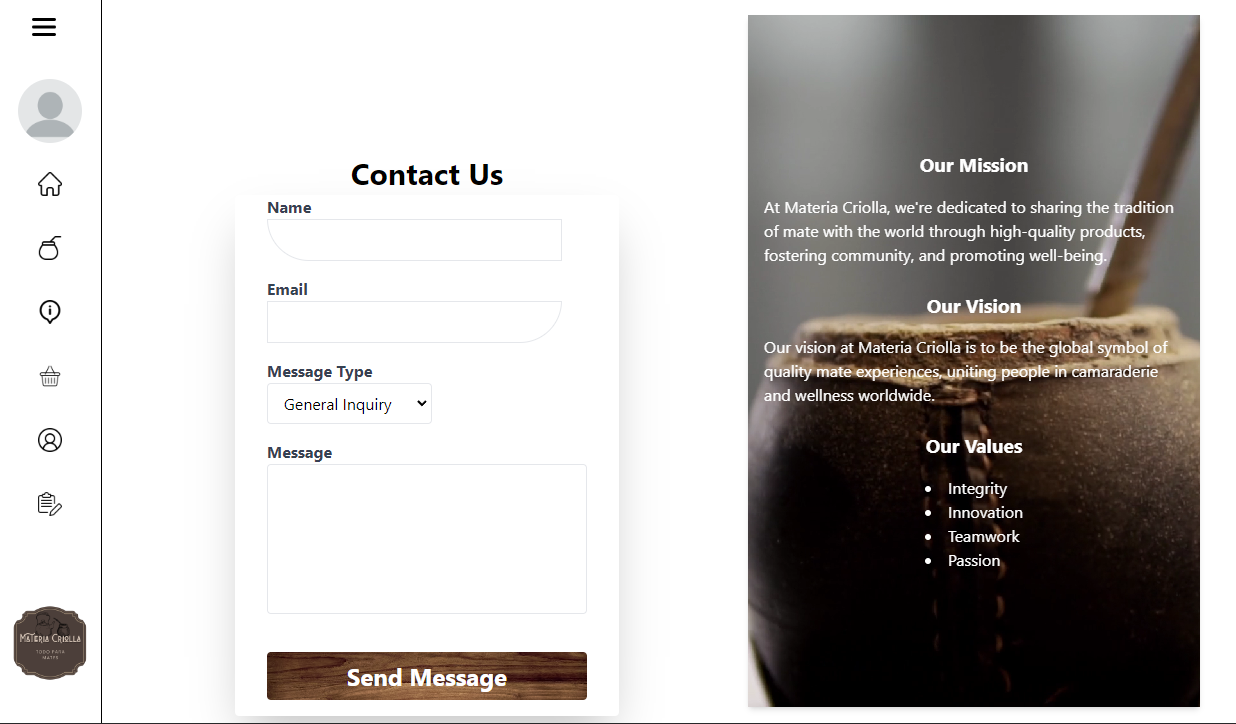 Contact Us
Name
Email
Message Type
General Inquiry
Message
Send Message
MATERIA CRIOLLA
TODO PARA
MATES
Our Mission
At Materia Criolla, we're dedicated to sharing the tradition
of mate with the world through high-quality products,
fostering community, and promoting well-being.
Our Vision
Our vision at Materia Criolla is to be the global symbol of
quality mate experiences, uniting people in camaraderie
and wellness worldwide.
Our Values
Integrity
Innovation
Teamwork
Passion